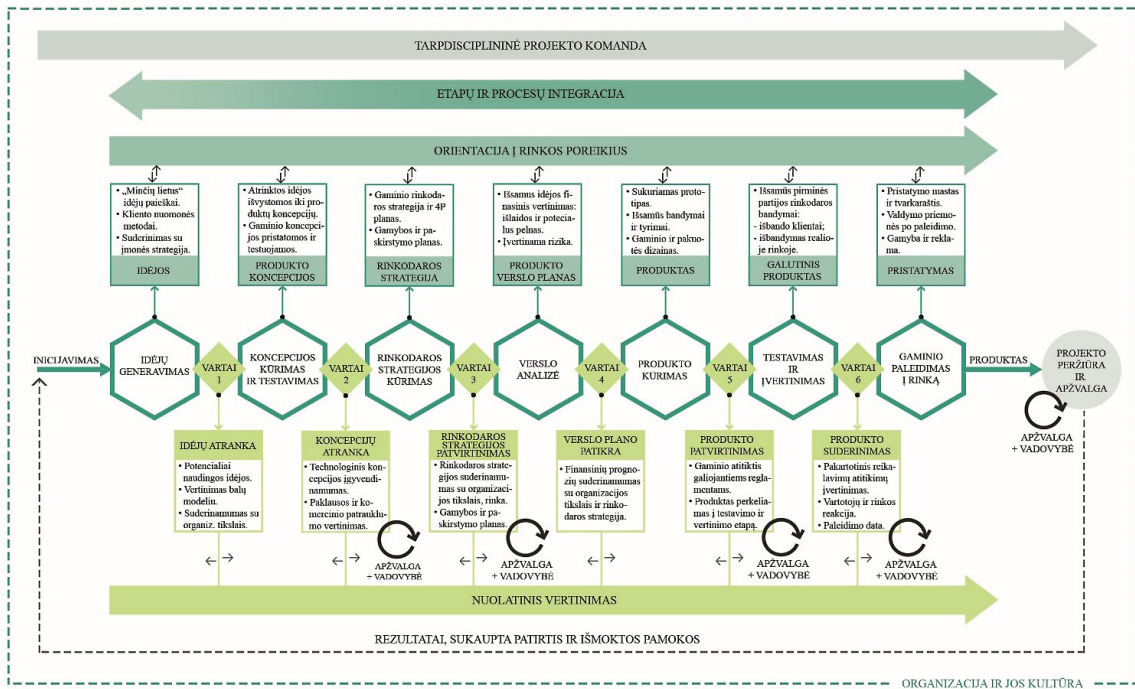 TARPDISCIPLININĖ PROJEKTO KOMANDA
ETAPŲ IR PROCESŲ INTEGRACIJA
ORIENTACIJA Į RINKOS POREIKIUS
• „Minčių lietus“
idėjų paieškai.
• Kliento nuomonės
metodai.
• Suderinimas su
įmonės strategija.
IDĖJOS
• Atrinktos idėjos
išvystomos iki pro-
duktų koncepcijų.
• Gaminio koncepci-
jos pristatomos ir
testuojamos.
PRODUKTO
KONCEPCIJOS
• Gaminio rinkoda-
ros strategija ir 4P
planas.
• Gamybos ir pa-
skirstymo planas.
RINKODAROS
STRATEGIJA
• Išsamus idėjos fi-
nasinis vertinimas:
išlaidos ir potecia-
lus pelnas.
• Įvertinama rizika.
PRODUKTO
VERSLO PLANAS
• Sukuriamas proto-
tipas.
• Išsamūs bandymai
ir tyrimai.
• Gaminio ir pakuo-
tės dizainas.
PRODUKTAS
• Išsamūs pirminės
partijos rinkodaros
bandymai:
- išbando klientai;
- išbandymas realio-
je rinkoje.
GALUTINIS
PRODUKTAS
• Pristatymo mastas
ir tvarkaraštis.
• Valdymo priemo-
nės po paleidimo.
• Gamyba ir rekla-
ma.
PRISTATYMAS
INICIJAVIMAS
IDĖJŲ
GENERAVIMAS
VARTAI
1
KONCEPCIJOS
KŪRIMAS
IR TESTAVIMAS
VARTAI
2
RINKODAROS
STRATEGIJOS
KŪRIMAS
VARTAI
3
VERSLO
ANALIZĖ
VARTAI
4
PRODUKTO
KŪRIMAS
VARTAI
5
TESTAVIMAS
IR
ĮVERTINIMAS
VARTAI
6
GAMINIO
PALEIDIMAS
Į RINKĄ
PRODUKTAS
PROJEKTO
PERŽIŪRA
IR
APŽVALGA
APŽVALGA
+ VADOVYBĖ
IDĖJŲ ATRANKA
• Potencialiai
naudingos idėjos.
• Vertinimas balų
modeliu.
• Suderinamumas su
organiz. tikslais.
KONCEPCIJŲ
ATRANKA
• Technologinis kon-
cepcijos įgyvendi-
namumas.
• Paklausos ir ko-
mercinio patrauklu-
mo vertinimas.
APŽVALGA
+ VADOVYBĖ
RINKODAROS
STRATEGIJOS
PATVIRTINIMAS
• Rinkodaros strate-
gijos suderinamu-
mas su organizaci-
jos tikslais, rinka.
• Gamybos ir pa-
skirstymo planas.
APŽVALGA
+ VADOVYBĖ
VERSLO PLANO
PATIKRA
• Finansinių progno-
zių suderinamumas
su organizacijos
tikslais ir rinko-
daros strategija.
PRODUKTO
PATVIRTINIMAS
• Gaminio atitiktis
galiojantiems regla-
mentams.
• Produktas perkelia-
mas į testavimo ir
vertinimo etapą.
APŽVALGA
+ VADOVYBĖ
PRODUKTO
SUDERINIMAS
• Pakartotinis reika-
lavimų atitikimų
įvertinimas.
• Vartotojų ir rinkos
reakcija.
• Paleidimo data.
APŽVALGA
+ VADOVYBĖ
NUOLATINIS VERTINIMAS
REZULTATAI, SUKAUPTA PATIRTIS IR IŠMOKTOS PAMOKOS
ORGANIZACIJA IR JOS KULTŪRA